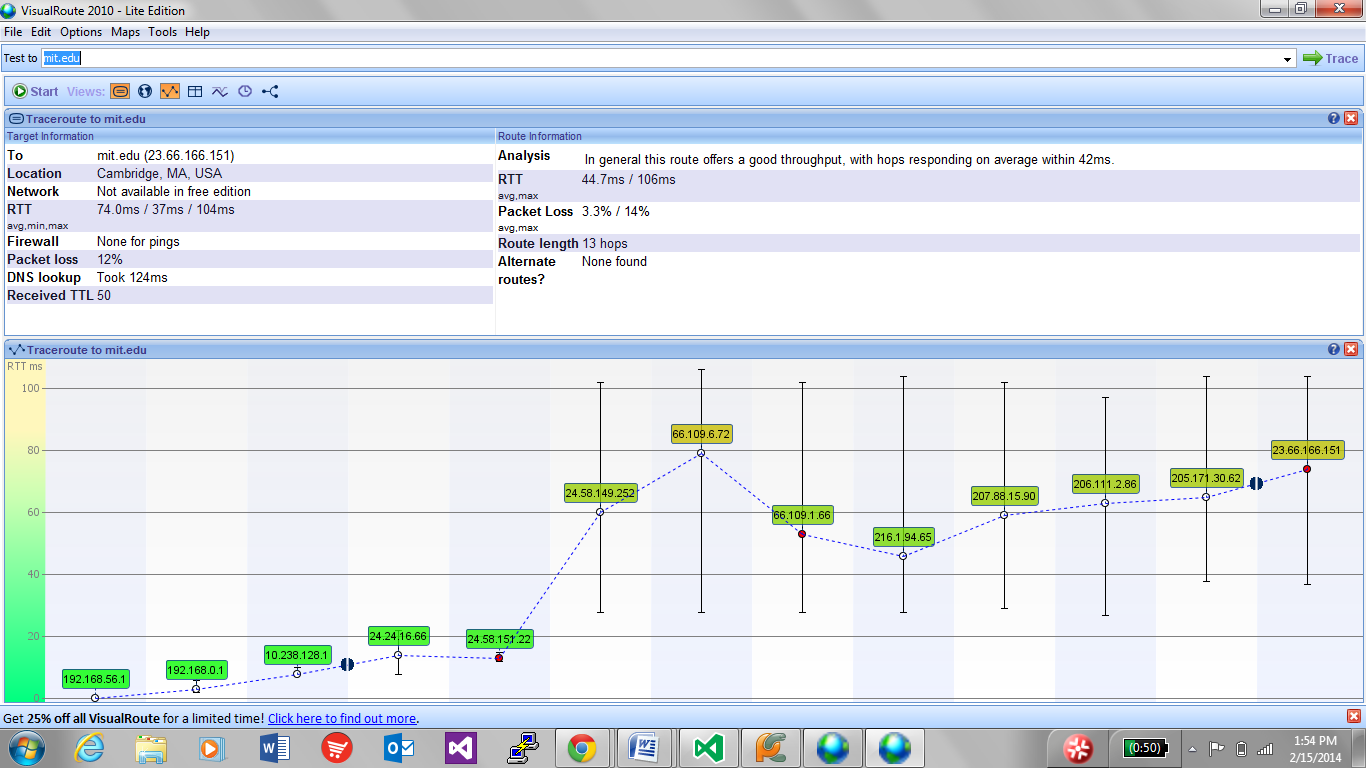 VisualRoute 2010 - Lite Edition
File Edit Options Maps Tools Help
Test to mit.edu Trace
Start Views:
Traceroute to mit.edu
Target Information
To mit.edu (23.66.166.151)
Location Cambridge, MA, USA
Network Not available in free edition
RTT 74.0ms / 37ms / 104ms
avg,min,max
Firewall None for pings
Packet loss 12%
DNS lookup Took 124ms
Received TTL 50
Route Information
Analysis In general this route offers a good throughput, with hops responding on average within 42ms.
RTT 44.7ms / 106ms
avg,max
Packet Loss 3.3% / 14%
avg,max
Route length 13 hops
Alternate None found
routes?
Traceroute to mit.edu
RTT ms
100
80
60
40
20
0
192.168.56.1
192.168.0.1
10.238.128.1
24.24.16.66
24.58.151.22
24.58.149.252
66.109.6.72
66.109.1.66
216.1.94.65
207.88.15.90
206.111.2.86
205.171.30.62
23.66.166.151
Get 25% off all VisualRoute for a limited time! Click here to find out more.
(0:50)
1:54 PM
2/15/2014